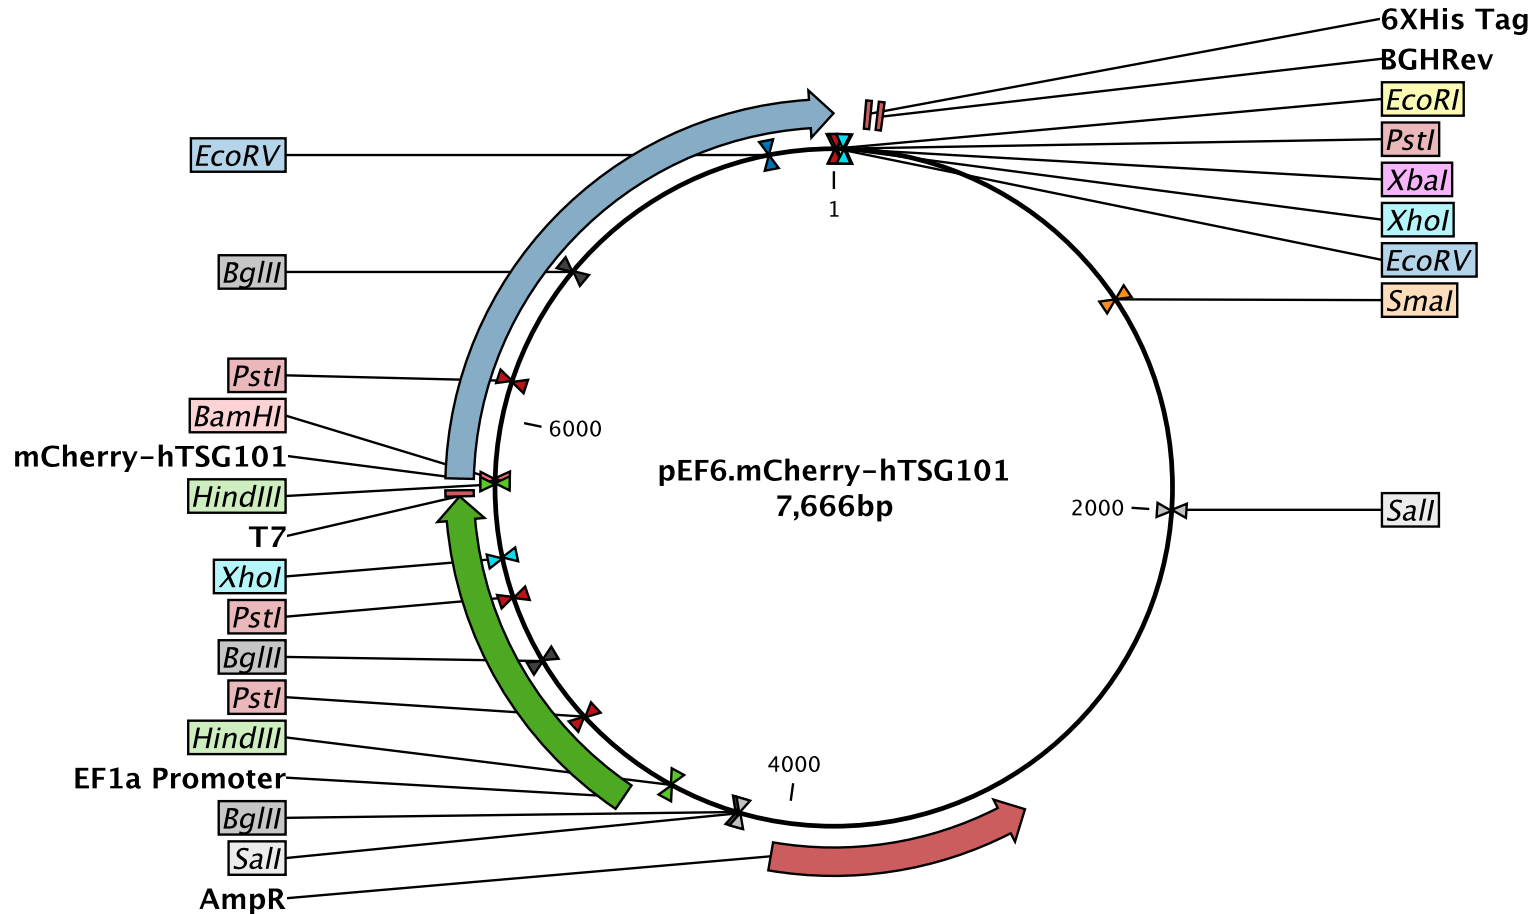 6XHis Tag
BGHRev
EcoRI
PstI
XbaI
XhoI
EcoRV
SmaI
SalI
EcoRV
BglII
PstI
BamHI
mCherry-hTSG101
HindIII
T7
XhoI
PstI
BglII
PstI
HindIII
EF1a Promoter
BglII
SalI
AmpR
1
2000
4000
6000
pEF6.mCherry-hTSG101
7,666bp